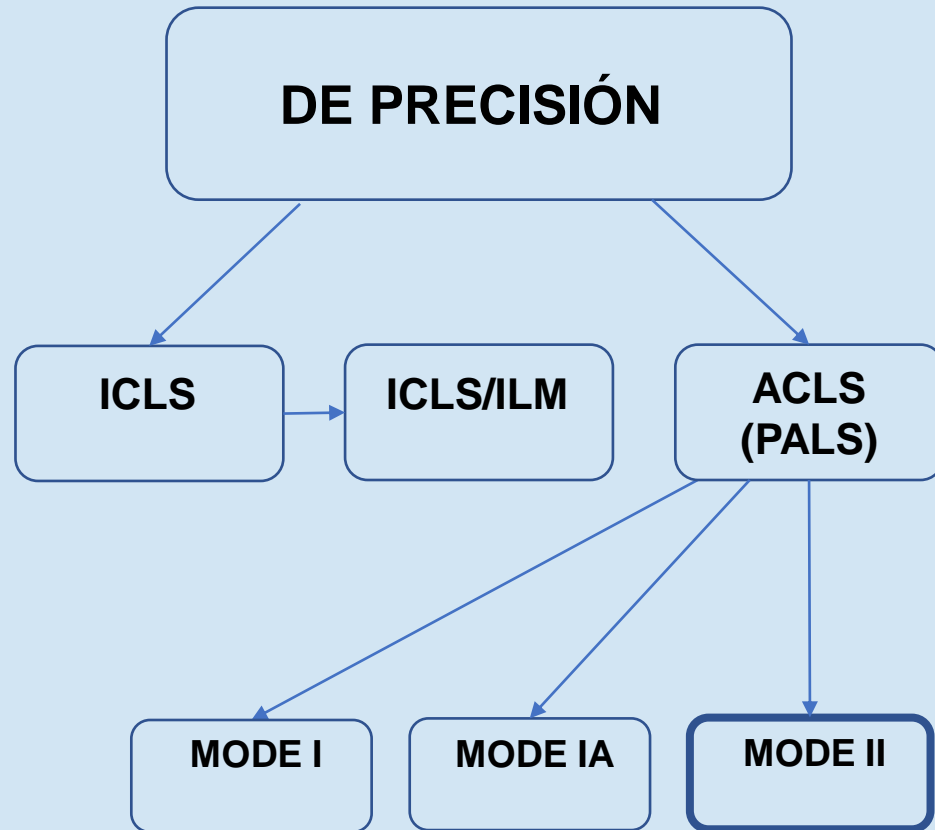 DE PRECISIÓN
ICLS
ICLS/ILM
ACLS
(PALS)
MODE I
MODE IA
MODE II